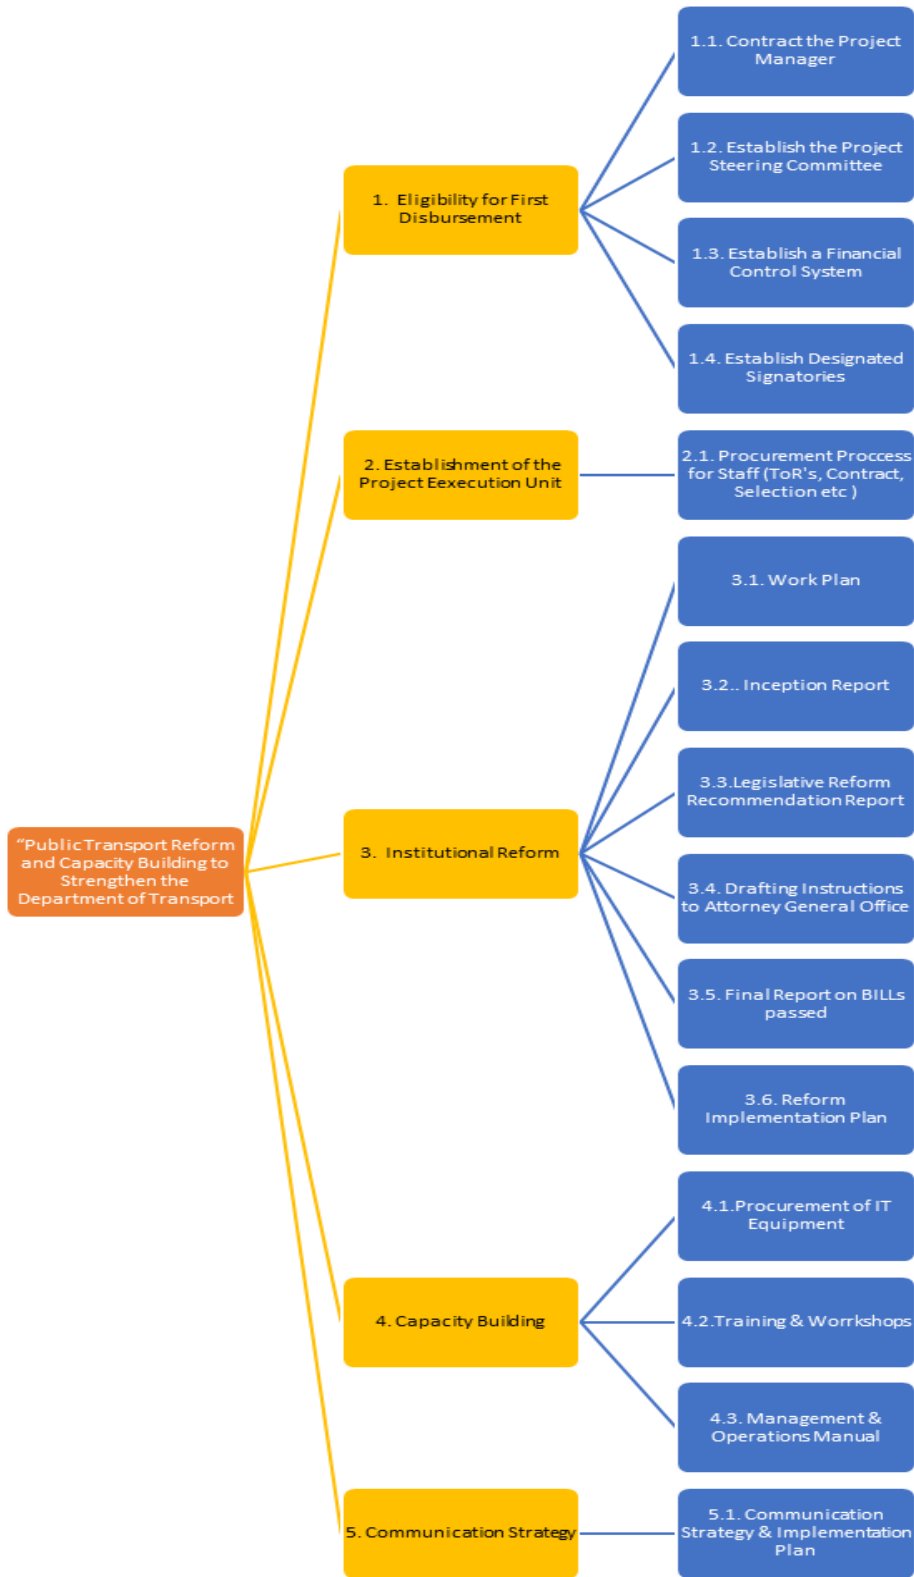 1.1. Contract the Project
Manager
1.2. Establish the Project
Steering Committee
1. Eligibility for First
Disbursement
1.3. Establish a Financial
Control System
1.4. Establish Designated
Signatories
2. Establishment of the
Project Eexecution Unit
2.1. Procurement Proccess
for Staff (ToR's, Contract,
Selection etc )
3.1. Work Plan
3.2.. Inception Report
3.3.Legislative Reform
Recommendation Report
"Public Transport Reform
and Capacity Building to
Strengthen the
Department of Transport
3. Institutional Reform
3.4. Drafting Instructions
to Attorney General Office
3.5. Final Report on BILLs
passed
3.6. Reform
Implementation Plan
4.1.Procurement of IT
Equipment
4. Capacity Building
4.2.Training & Worrkshops
4.3. Management &
Operations Manual
5. Communication Strategy
5.1. Communication
Strategy & Implementation
Plan